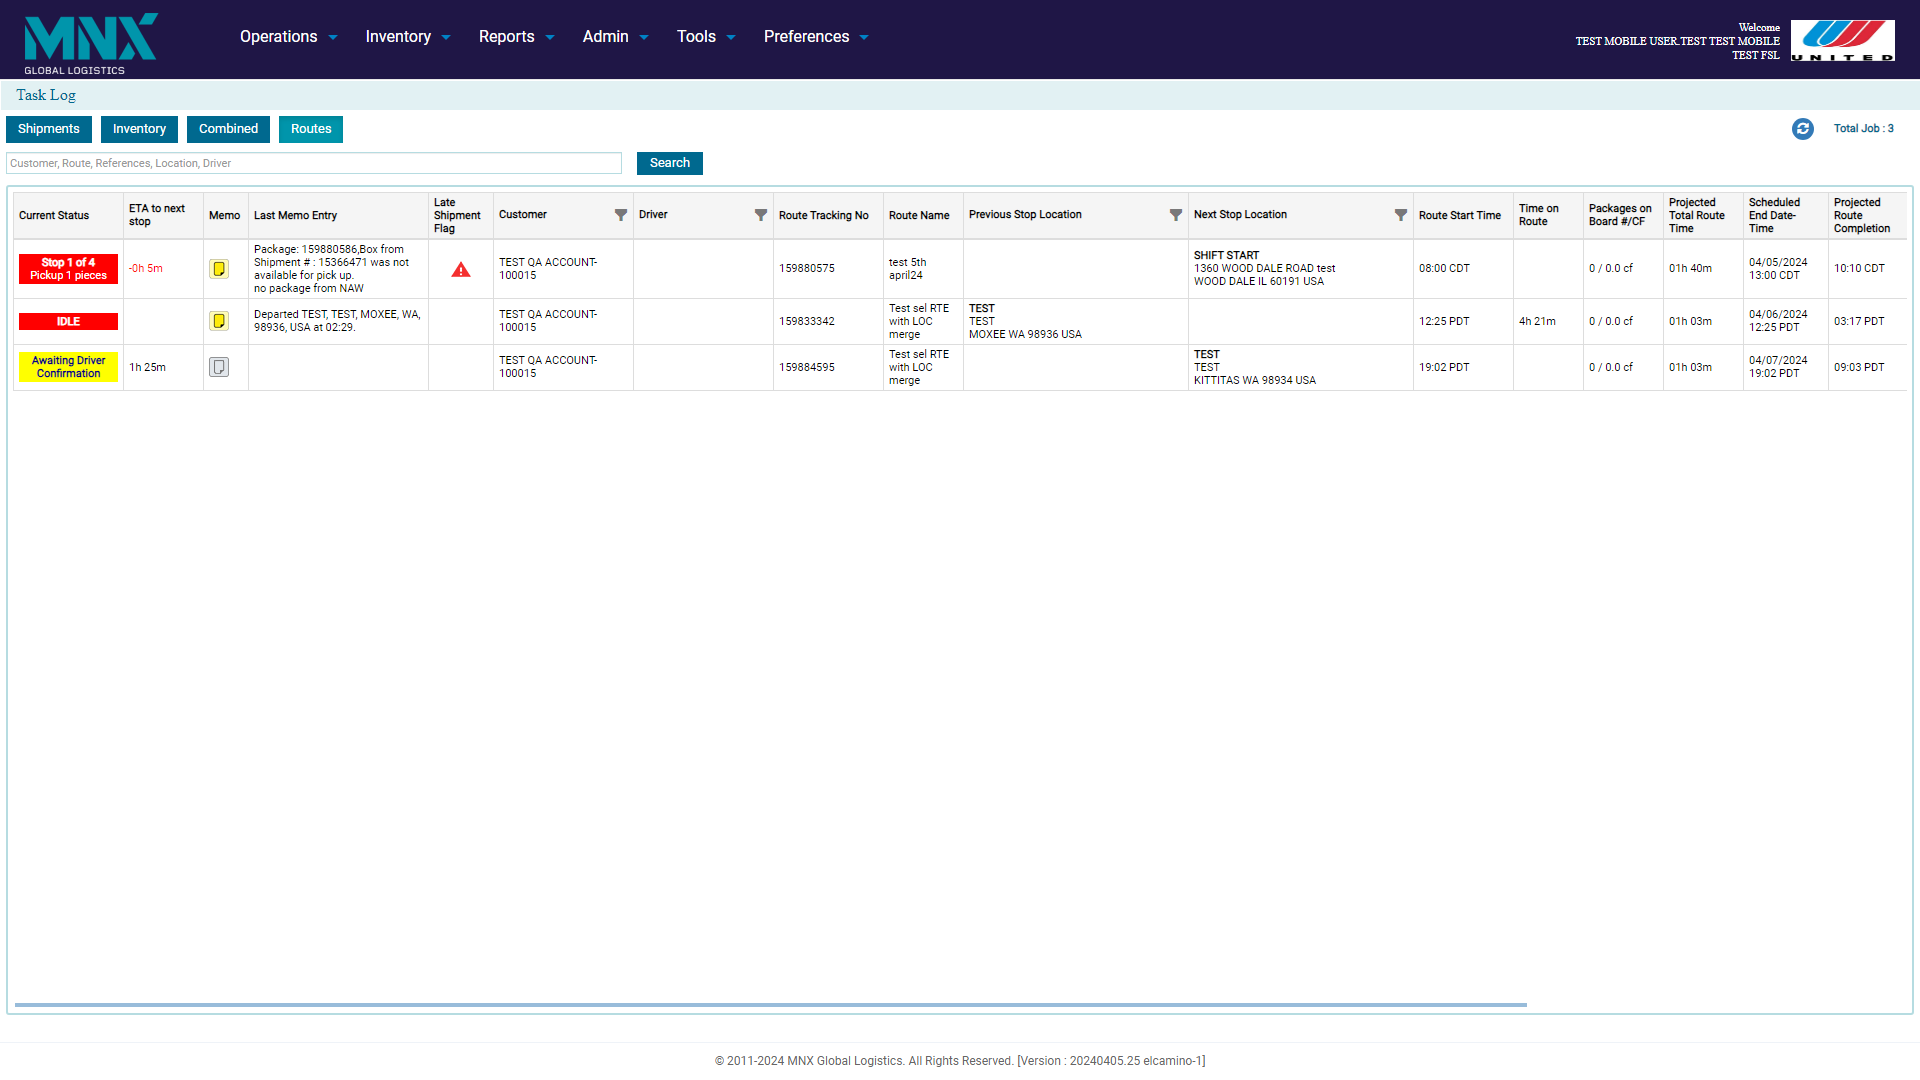 MNX
GLOBAL LOGISTICS
Operations Inventory Reports Admin Tools Preferences
Welcome
TEST MOBILE USER.TEST TEST MOBILE
TEST FSL
UNITED
Task Log
Shipments Inventory Combined Routes
Total Job : 3
Customer, Route, References, Location, Driver
Search
Current Status
ETA to next
stop
Memo
Last Memo Entry
Late
Shipment
Flag
Customer
Driver
Route Tracking No
Route Name
Previous Stop Location
Next Stop Location
Route Start Time
Time on
Route
Packages on
Board #/CF
Projected
Total Route
Time
Scheduled
End Date-
Time
Projected
Route
Completion
Stop 1 of 4
Pickup 1 pieces
-0h 5m
Package: 159880586,Box from
Shipment # : 15366471 was not
available for pick up.
no package from NAW
TEST QA ACCOUNT-
100015
159880575
test 5th
april24
SHIFT START
1360 WOOD DALE ROAD test
WOOD DALE IL 60191 USA
08:00 CDT
0 / 0.0 cf
01h 40m
04/05/2024
13:00 CDT
10:10 CDT
IDLE
Departed TEST, TEST, MOXEE, WA,
98936, USA at 02:29.
TEST QA ACCOUNT-
100015
159833342
Test sel RTE
with LOC
merge
TEST
TEST
MOXEE WA 98936 USA
12:25 PDT
4h 21m
0 / 0.0 cf
01h 03m
04/06/2024
12:25 PDT
03:17 PDT
Awaiting Driver
Confirmation
1h 25m
TEST QA ACCOUNT-
100015
159884595
Test sel RTE
with LOC
merge
TEST
TEST
KITTITAS WA 98934 USA
19:02 PDT
0 / 0.0 cf
01h 03m
04/07/2024
19:02 PDT
09:03 PDT
© 2011-2024 MNX Global Logistics. All Rights Reserved. [Version : 20240405.25 elcamino-1]